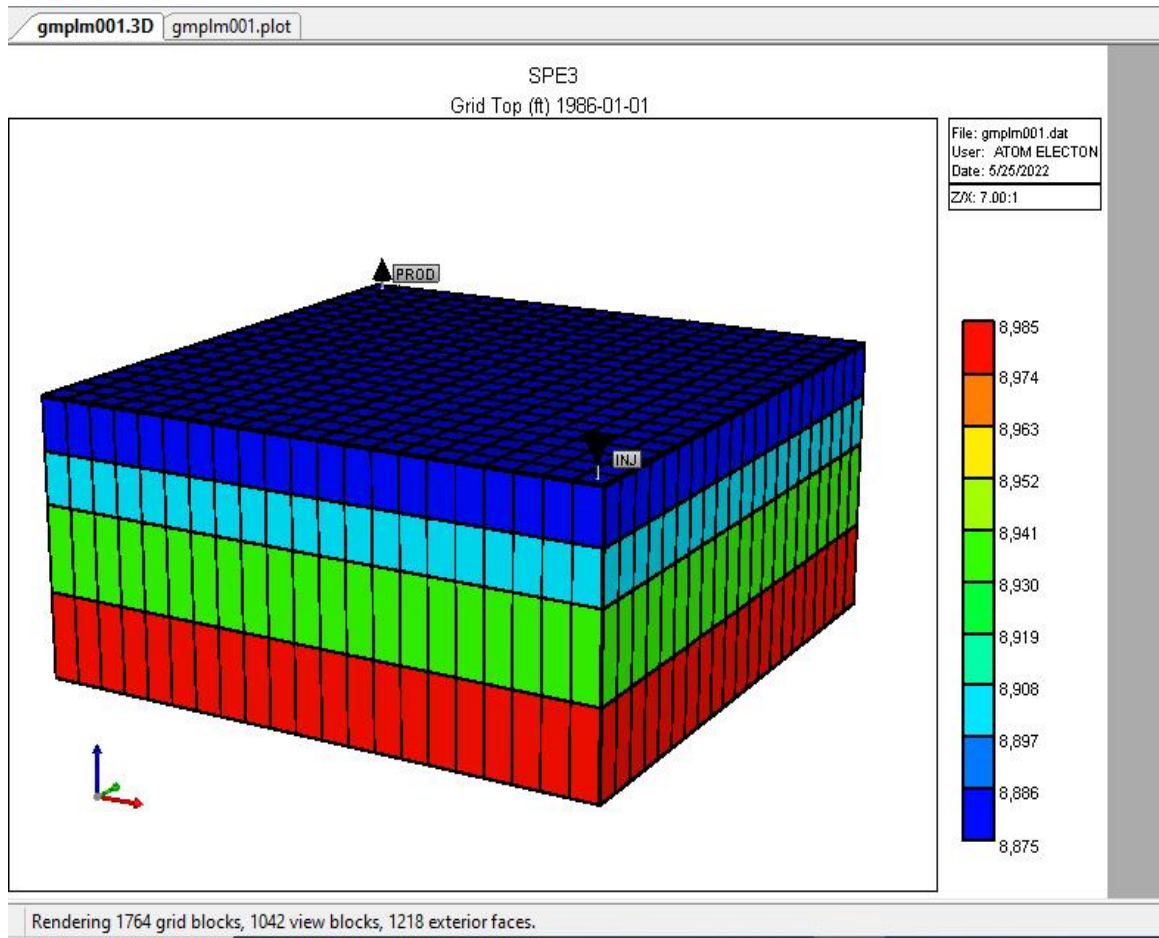 gmplm001.3D gmplm001.plot
SPE3
Grid Top (ft) 1986-01-01
File: gmplm001.dat
User: ATOM ELECTON
Date: 5/25/2022
Z/X: 7.00:1
PROD
INJ
8,985
8,974
8,963
8,952
8,941
8,930
8,919
8,908
8,897
8,886
8,875
Rendering 1764 grid blocks, 1042 view blocks, 1218 exterior faces.